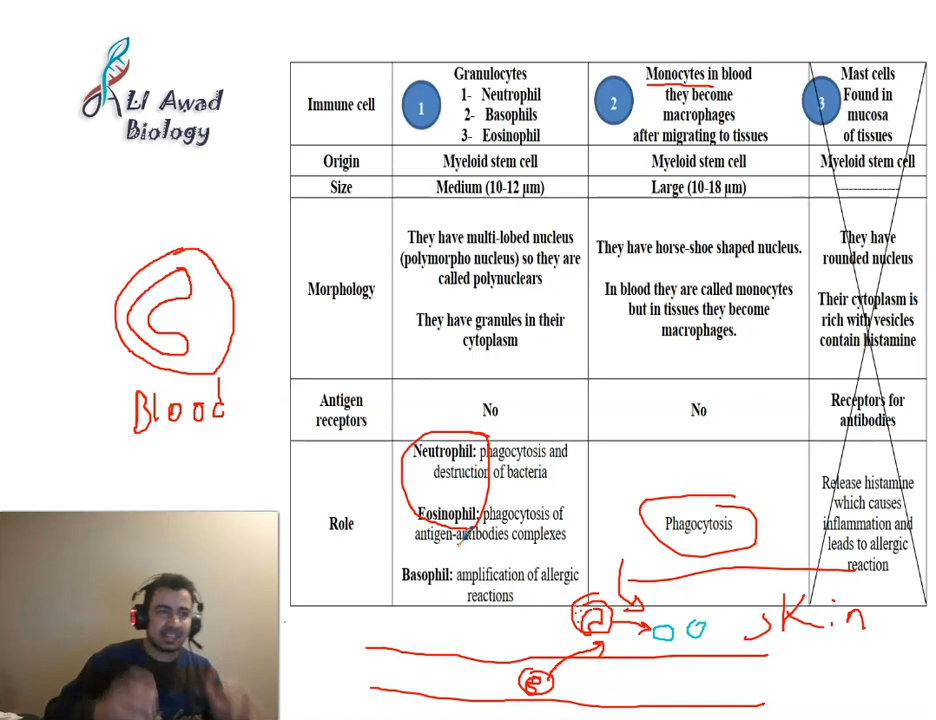 ALI Awad
Biology
Immune cell
1
Granulocytes
1- Neutrophil
2- Basophils
3- Eosinophil
2
Monocytes in blood
they become
macrophages
after migrating to tissues
3
Mast cells
Found in
mucosa
of tissues
Origin
Myeloid stem cell
Myeloid stem cell
Myeloid stem cell
Size
Medium (10-12 μm)
Large (10-18 μm)
Morphology
They have multi-lobed nucleus
(polymorpho nucleus) so they are
called polynuclears
They have granules in their
cytoplasm
They have horse-shoe shaped nucleus.
In blood they are called monocytes
but in tissues they become
macrophages.
They have
rounded nucleus
Their cytoplasm is
rich with vesicles
contain histamine
Antigen
receptors
No
No
Receptors for
antibodies
Role
Neutrophil: phagocytosis and
destruction of bacteria
Eosinophil: phagocytosis of
antigen-antibodies complexes
Basophil: amplification of allergic
reactions
Phagocytosis
Release histamine
which causes
inflammation and
leads to allergic
reaction
Blood
skin